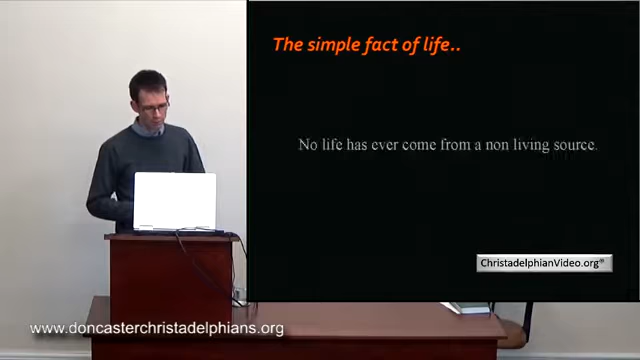 The simple fact of life..
No life has ever come from a non living source.
ChristadelphianVideo.org®
www.doncasterchristadelphians.org